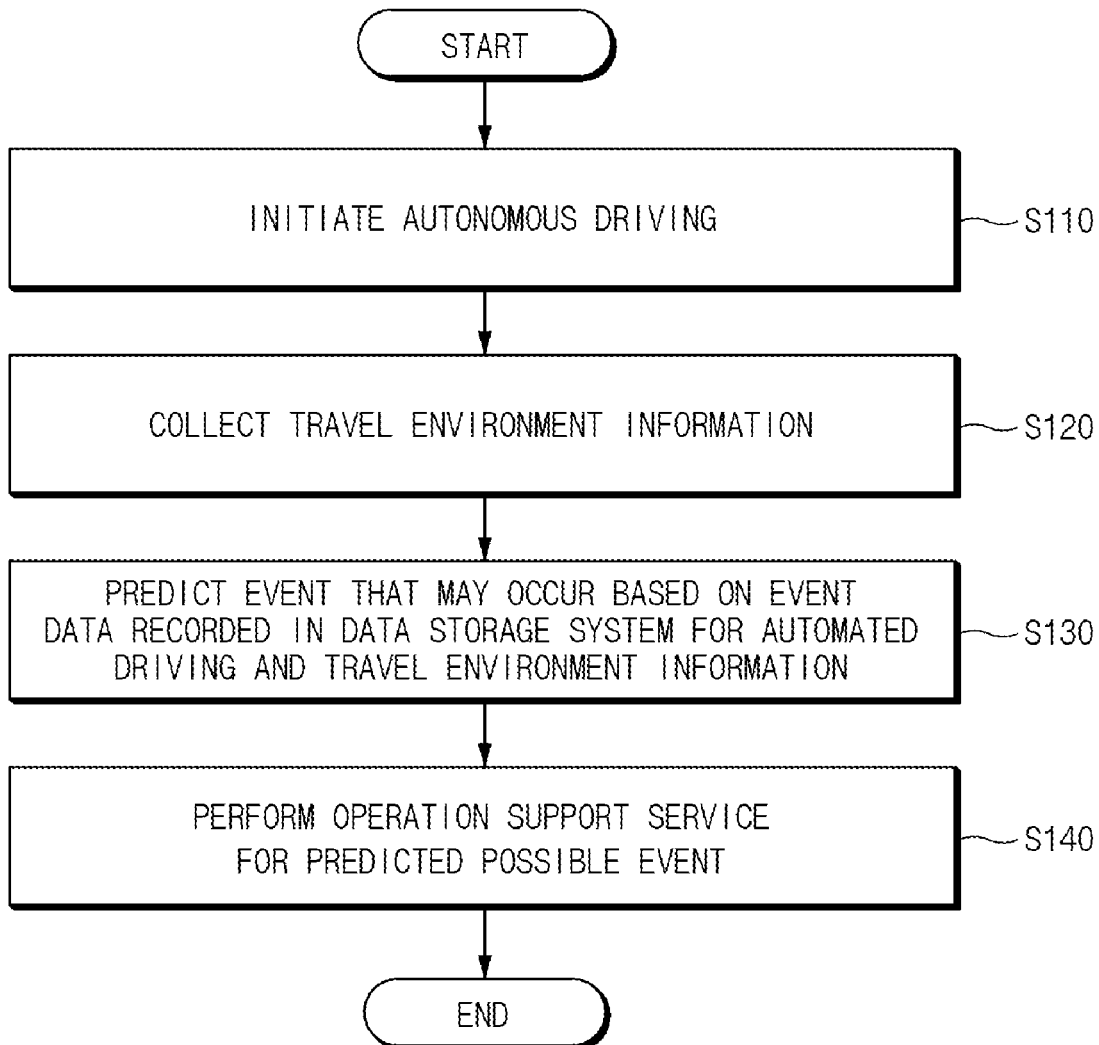 START
INITIATE AUTONOMOUS DRIVING
S110
COLLECT TRAVEL ENVIRONMENT INFORMATION
S120
PREDICT EVENT THAT MAY OCCUR BASED ON EVENT
DATA RECORDED IN DATA STORAGE SYSTEM FOR AUTOMATED
DRIVING AND TRAVEL ENVIRONMENT INFORMATION
S130
PERFORM OPERATION SUPPORT SERVICE
FOR PREDICTED POSSIBLE EVENT
S140
END